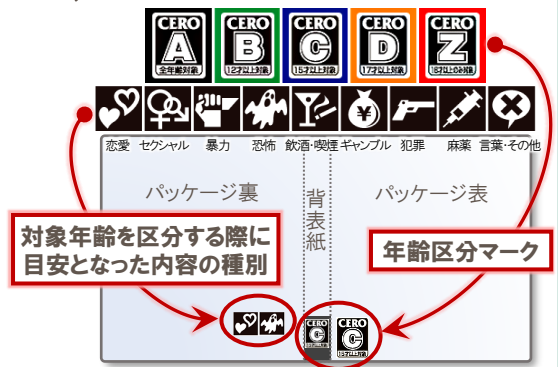 CERO CERO CERO CERO CERO
A B C D Z
全年齢対象 12才以上対象 15才以上対象 17才以上対象 18才以上のみ対象
恋愛 セクシャル 暴力 恐怖 飲酒・喫煙 ギャンブル 犯罪 麻薬 言葉・その他
パッケージ裏
背表紙
パッケージ表
対象年齢を区分する際に
目安となった内容の種別
年齢区分マーク
CERO
C
CERO
C
15才以上対象